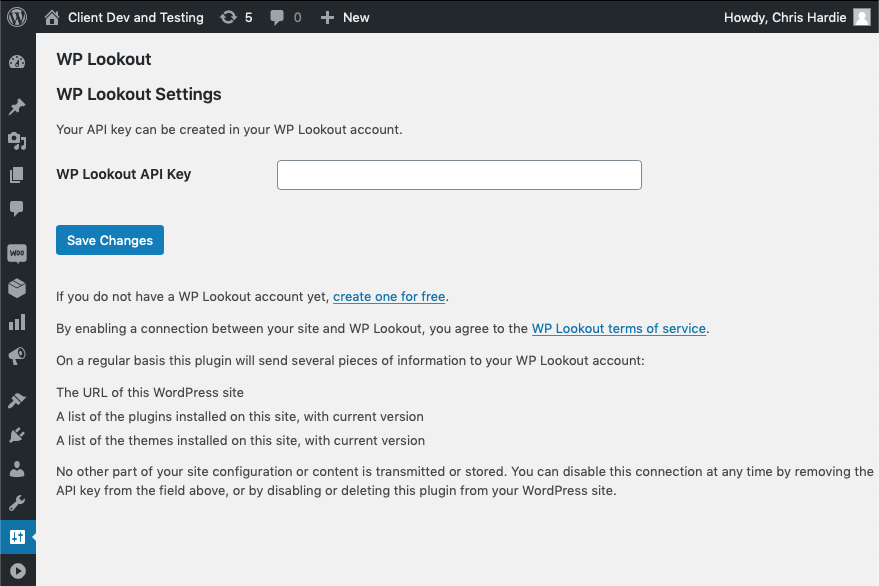 Client Dev and Testing 5 0 New Howdy, Chris Hardie
WP Lookout
WP Lookout Settings
Your API key can be created in your WP Lookout account.
WP Lookout API Key
Woo
Save Changes
If you do not have a WP Lookout account yet, create one for free.
By enabling a connection between your site and WP Lookout, you agree to the WP Lookout terms of service.
On a regular basis this plugin will send several pieces of information to your WP Lookout account:
The URL of this WordPress site
A list of the plugins installed on this site, with current version
A list of the themes installed on this site, with current version
No other part of your site configuration or content is transmitted or stored. You can disable this connection at any time by removing the
API key from the field above, or by disabling or deleting this plugin from your WordPress site.